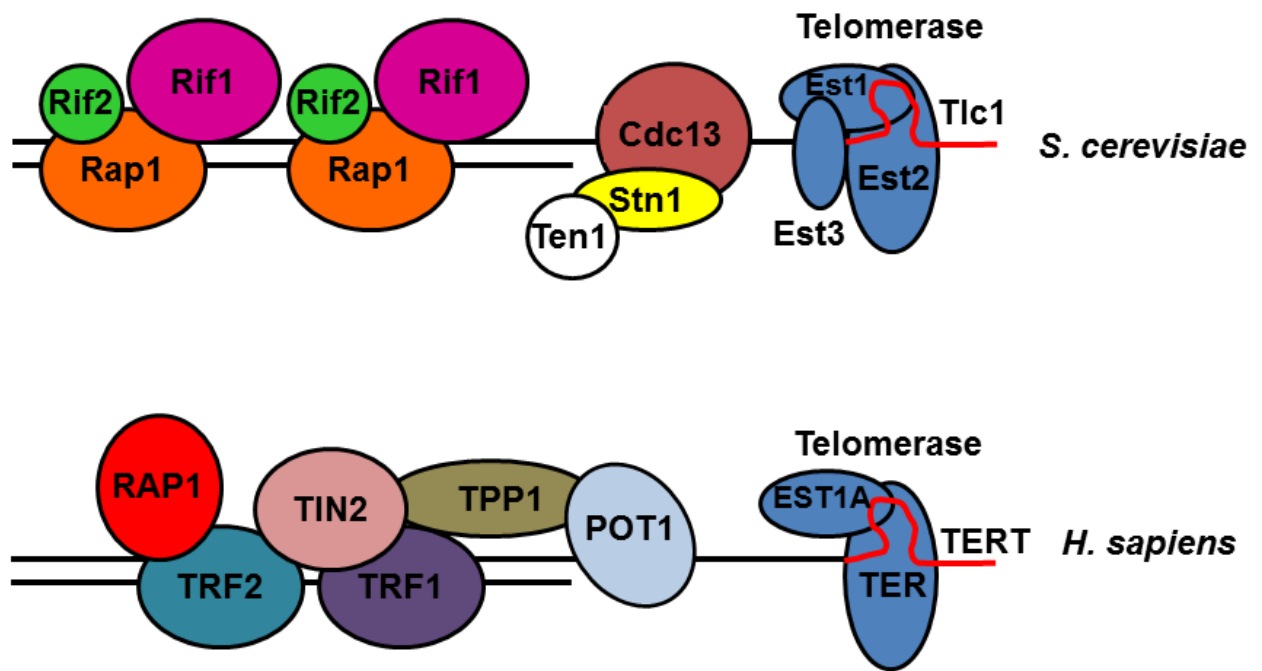 Telomerase
Rif2 Rif1 Rif2 Rif1 Est1
Tlc1
Cdc13 S. cerevisiae
Rap1 Rap1 Est2
Stn1
Ten1 Est3
Telomerase
RAP1 TIN2 TPP1 EST1A
POT1 TERT H. sapiens
TRF2 TRF1 TER